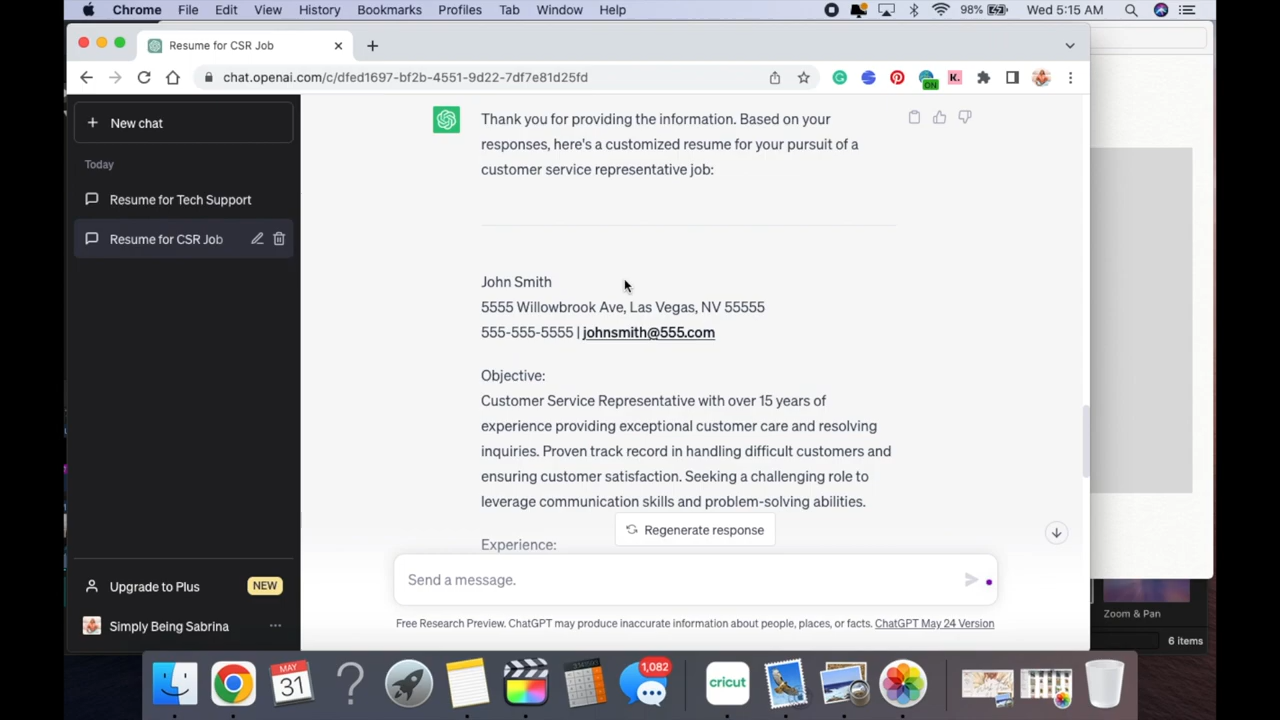 Chrome File Edit View History Bookmarks Profiles Tab Window Help 98% Wed 5:15 AM
Resume for CSR Job
chat.openai.com/c/dfed1697-bf2b-4551-9d22-7df7e81d25fd
ON
K.
New chat
Today
Resume for Tech Support
Resume for CSR Job
Upgrade to Plus NEW
Simply Being Sabrina
Thank you for providing the information. Based on your
responses, here's a customized resume for your pursuit of a
customer service representative job:
John Smith
5555 Willowbrook Ave, Las Vegas, NV 55555
555-555-5555 | johnsmith@555.com
Objective:
Customer Service Representative with over 15 years of
experience providing exceptional customer care and resolving
inquiries. Proven track record in handling difficult customers and
ensuring customer satisfaction. Seeking a challenging role to
leverage communication skills and problem-solving abilities.
Regenerate response
Experience:
Send a message.
Free Research Preview. ChatGPT may produce inaccurate information about people, places, or facts. ChatGPT May 24 Version
Zoom & Pan
6 items
MAY
31
?
1,082
cricut